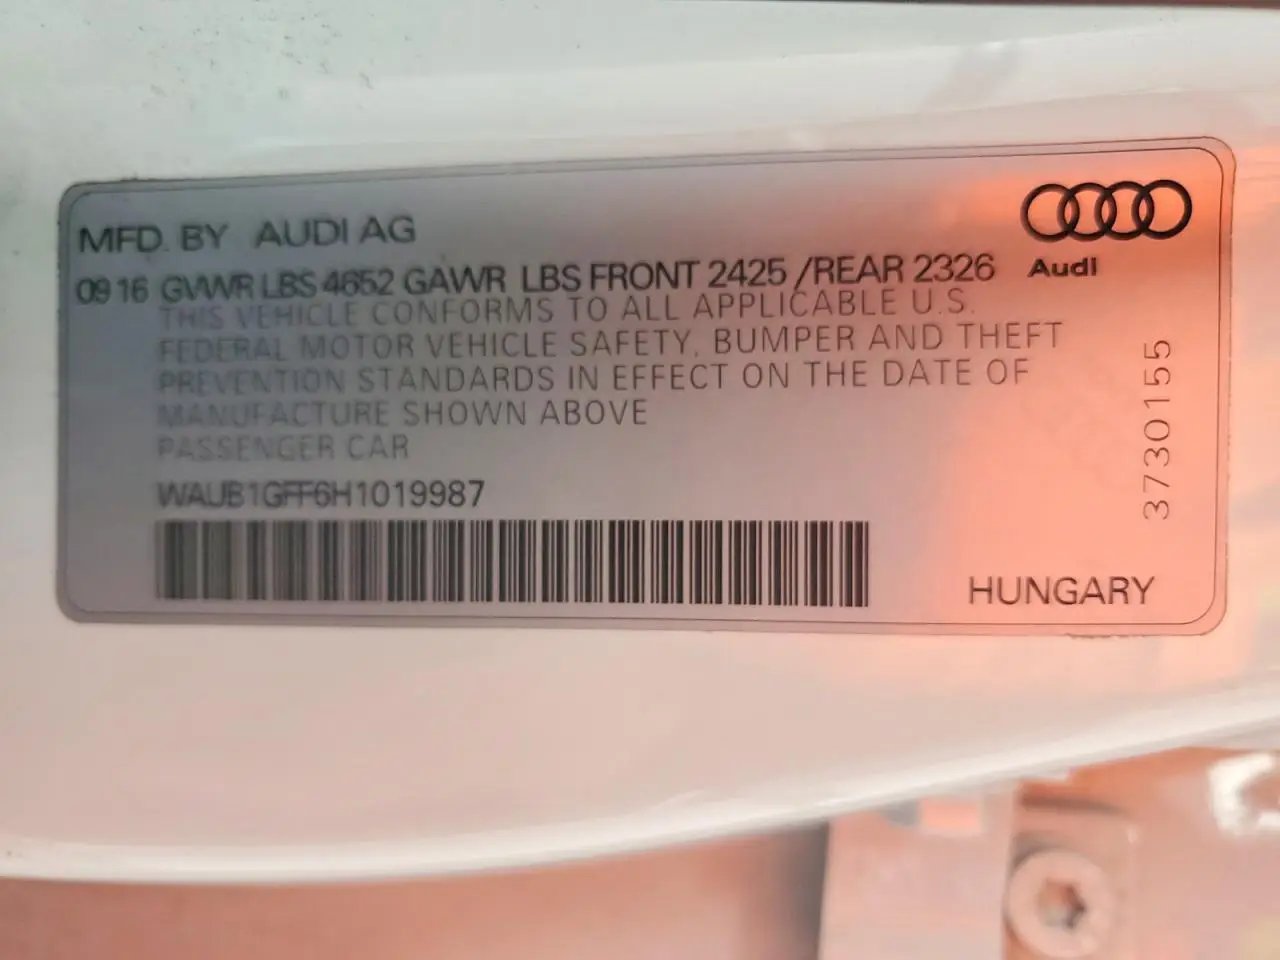 MFD. BY AUDI AG
09 16 GVWR LBS 4652 GAWR LBS FRONT 2425 /REAR 2326
Audi
THIS VEHICLE CONFORMS TO ALL APPLICABLE U.S.
FEDERAL MOTOR VEHICLE SAFETY, BUMPER AND THEFT
PREVENTION STANDARDS IN EFFECT ON THE DATE OF
MANUFACTURE SHOWN ABOVE
PASSENGER CAR
WAUB1GFF6H1019987
3730155
HUNGARY